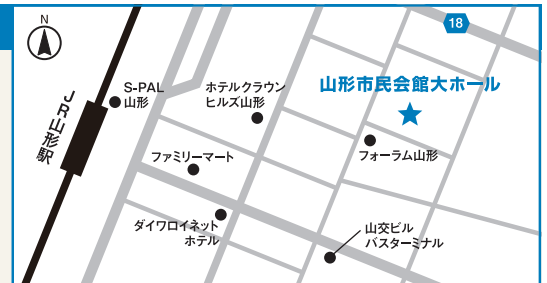 N
18
S-PAL
山形
ホテルクラウン
ヒルズ山形
山形市民会館大ホール
JR山形駅
ファミリーマート
フォーラム山形
ダイワロイネット
ホテル
山交ビル
バスターミナル